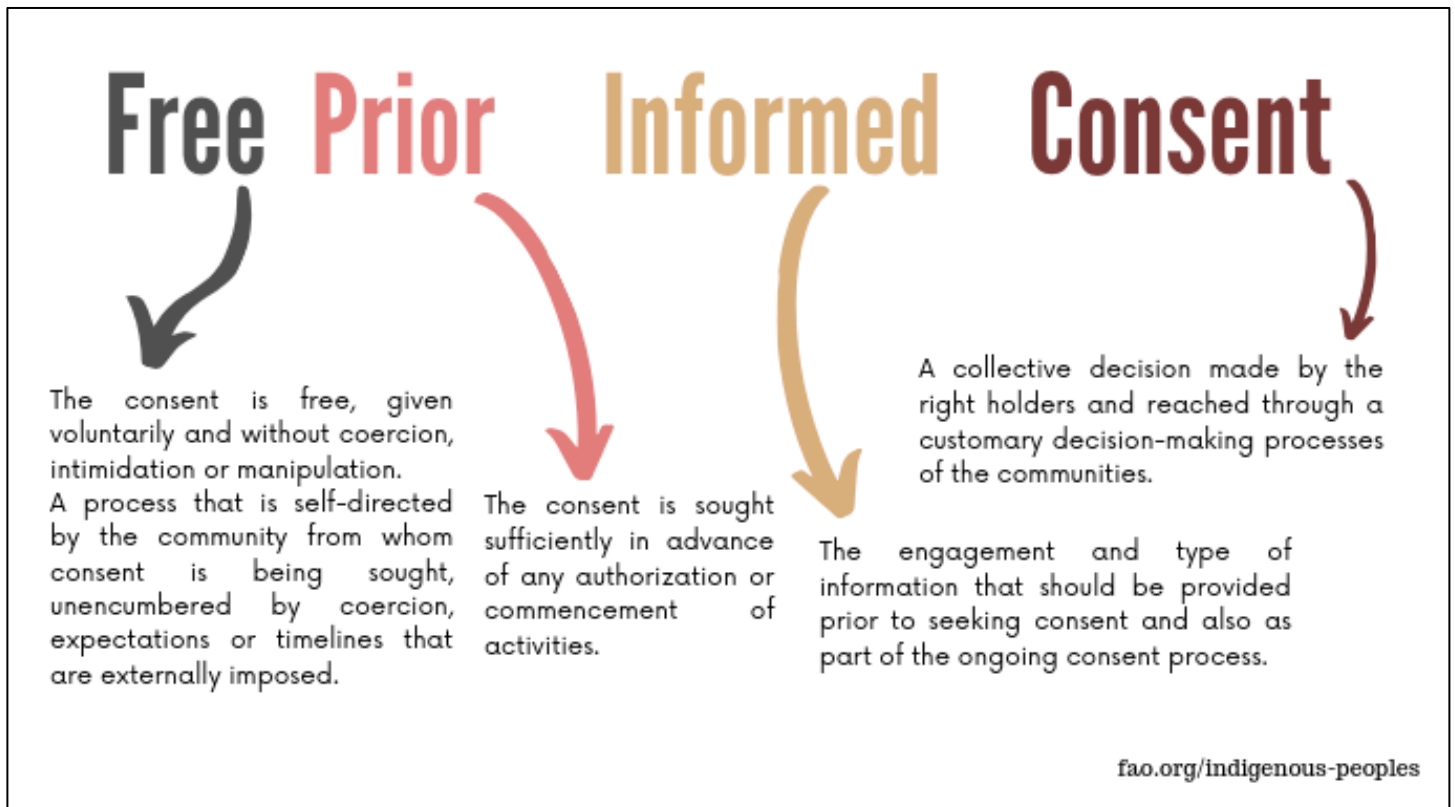 Free Prior Informed Consent
The consent is free, given
voluntarily and without coercion,
intimidation or manipulation.
A process that is self-directed
by the community from whom
consent is being sought,
unencumbered by coercion,
expectations or timelines that
are externally imposed.
The consent is sought
sufficiently in advance
of any authorization or
commencement of
activities.
The engagement and type of
information that should be provided
prior to seeking consent and also as
part of the ongoing consent process.
A collective decision made by the
right holders and reached through a
customary decision-making processes
of the communities.
fao.org/indigenous-peoples